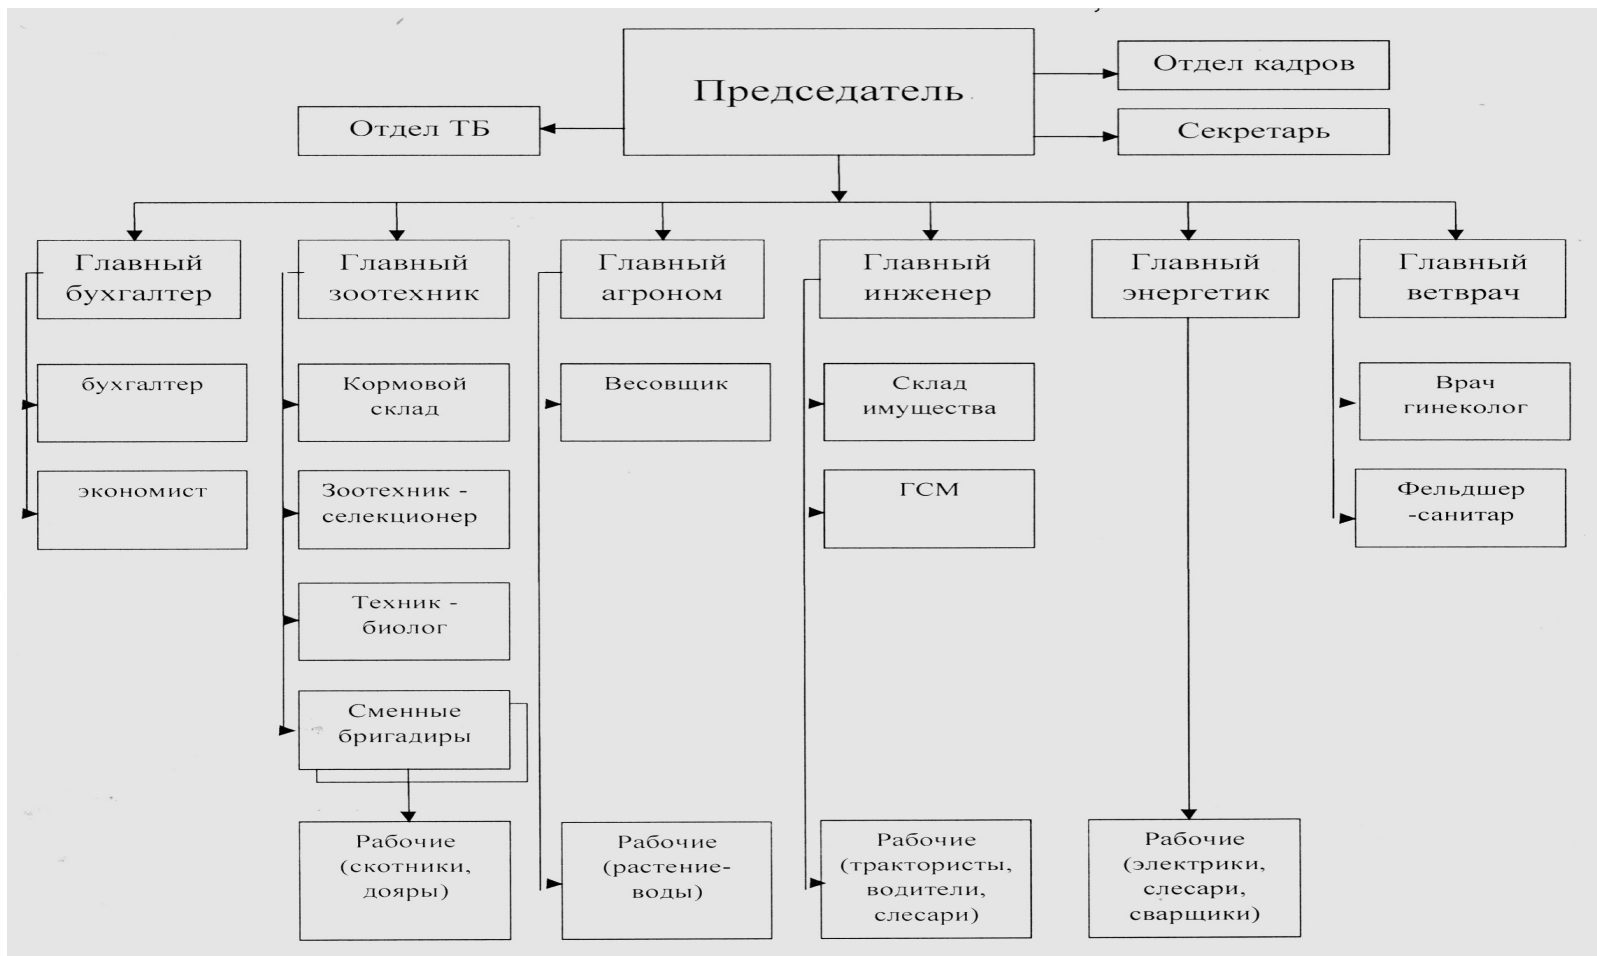 Председатель
Отдел кадров
Отдел ТБ
Секретарь
Главный
бухгалтер
Главный
зоотехник
Главный
агроном
Главный
инженер
Главный
энергетик
Главный
ветврач
бухгалтер
Кормовой
склад
Весовщик
Склад
имущества
Врач
гинеколог
экономист
Зоотехник -
селекционер
ГСМ
Фельдшер
-санитар
Техник -
биолог
Сменные
бригадиры
Рабочие
(скотники,
дояры)
Рабочие
(растение-
воды)
Рабочие
(трактористы,
водители,
слесари)
Рабочие
(электрики,
слесари,
сварщики)